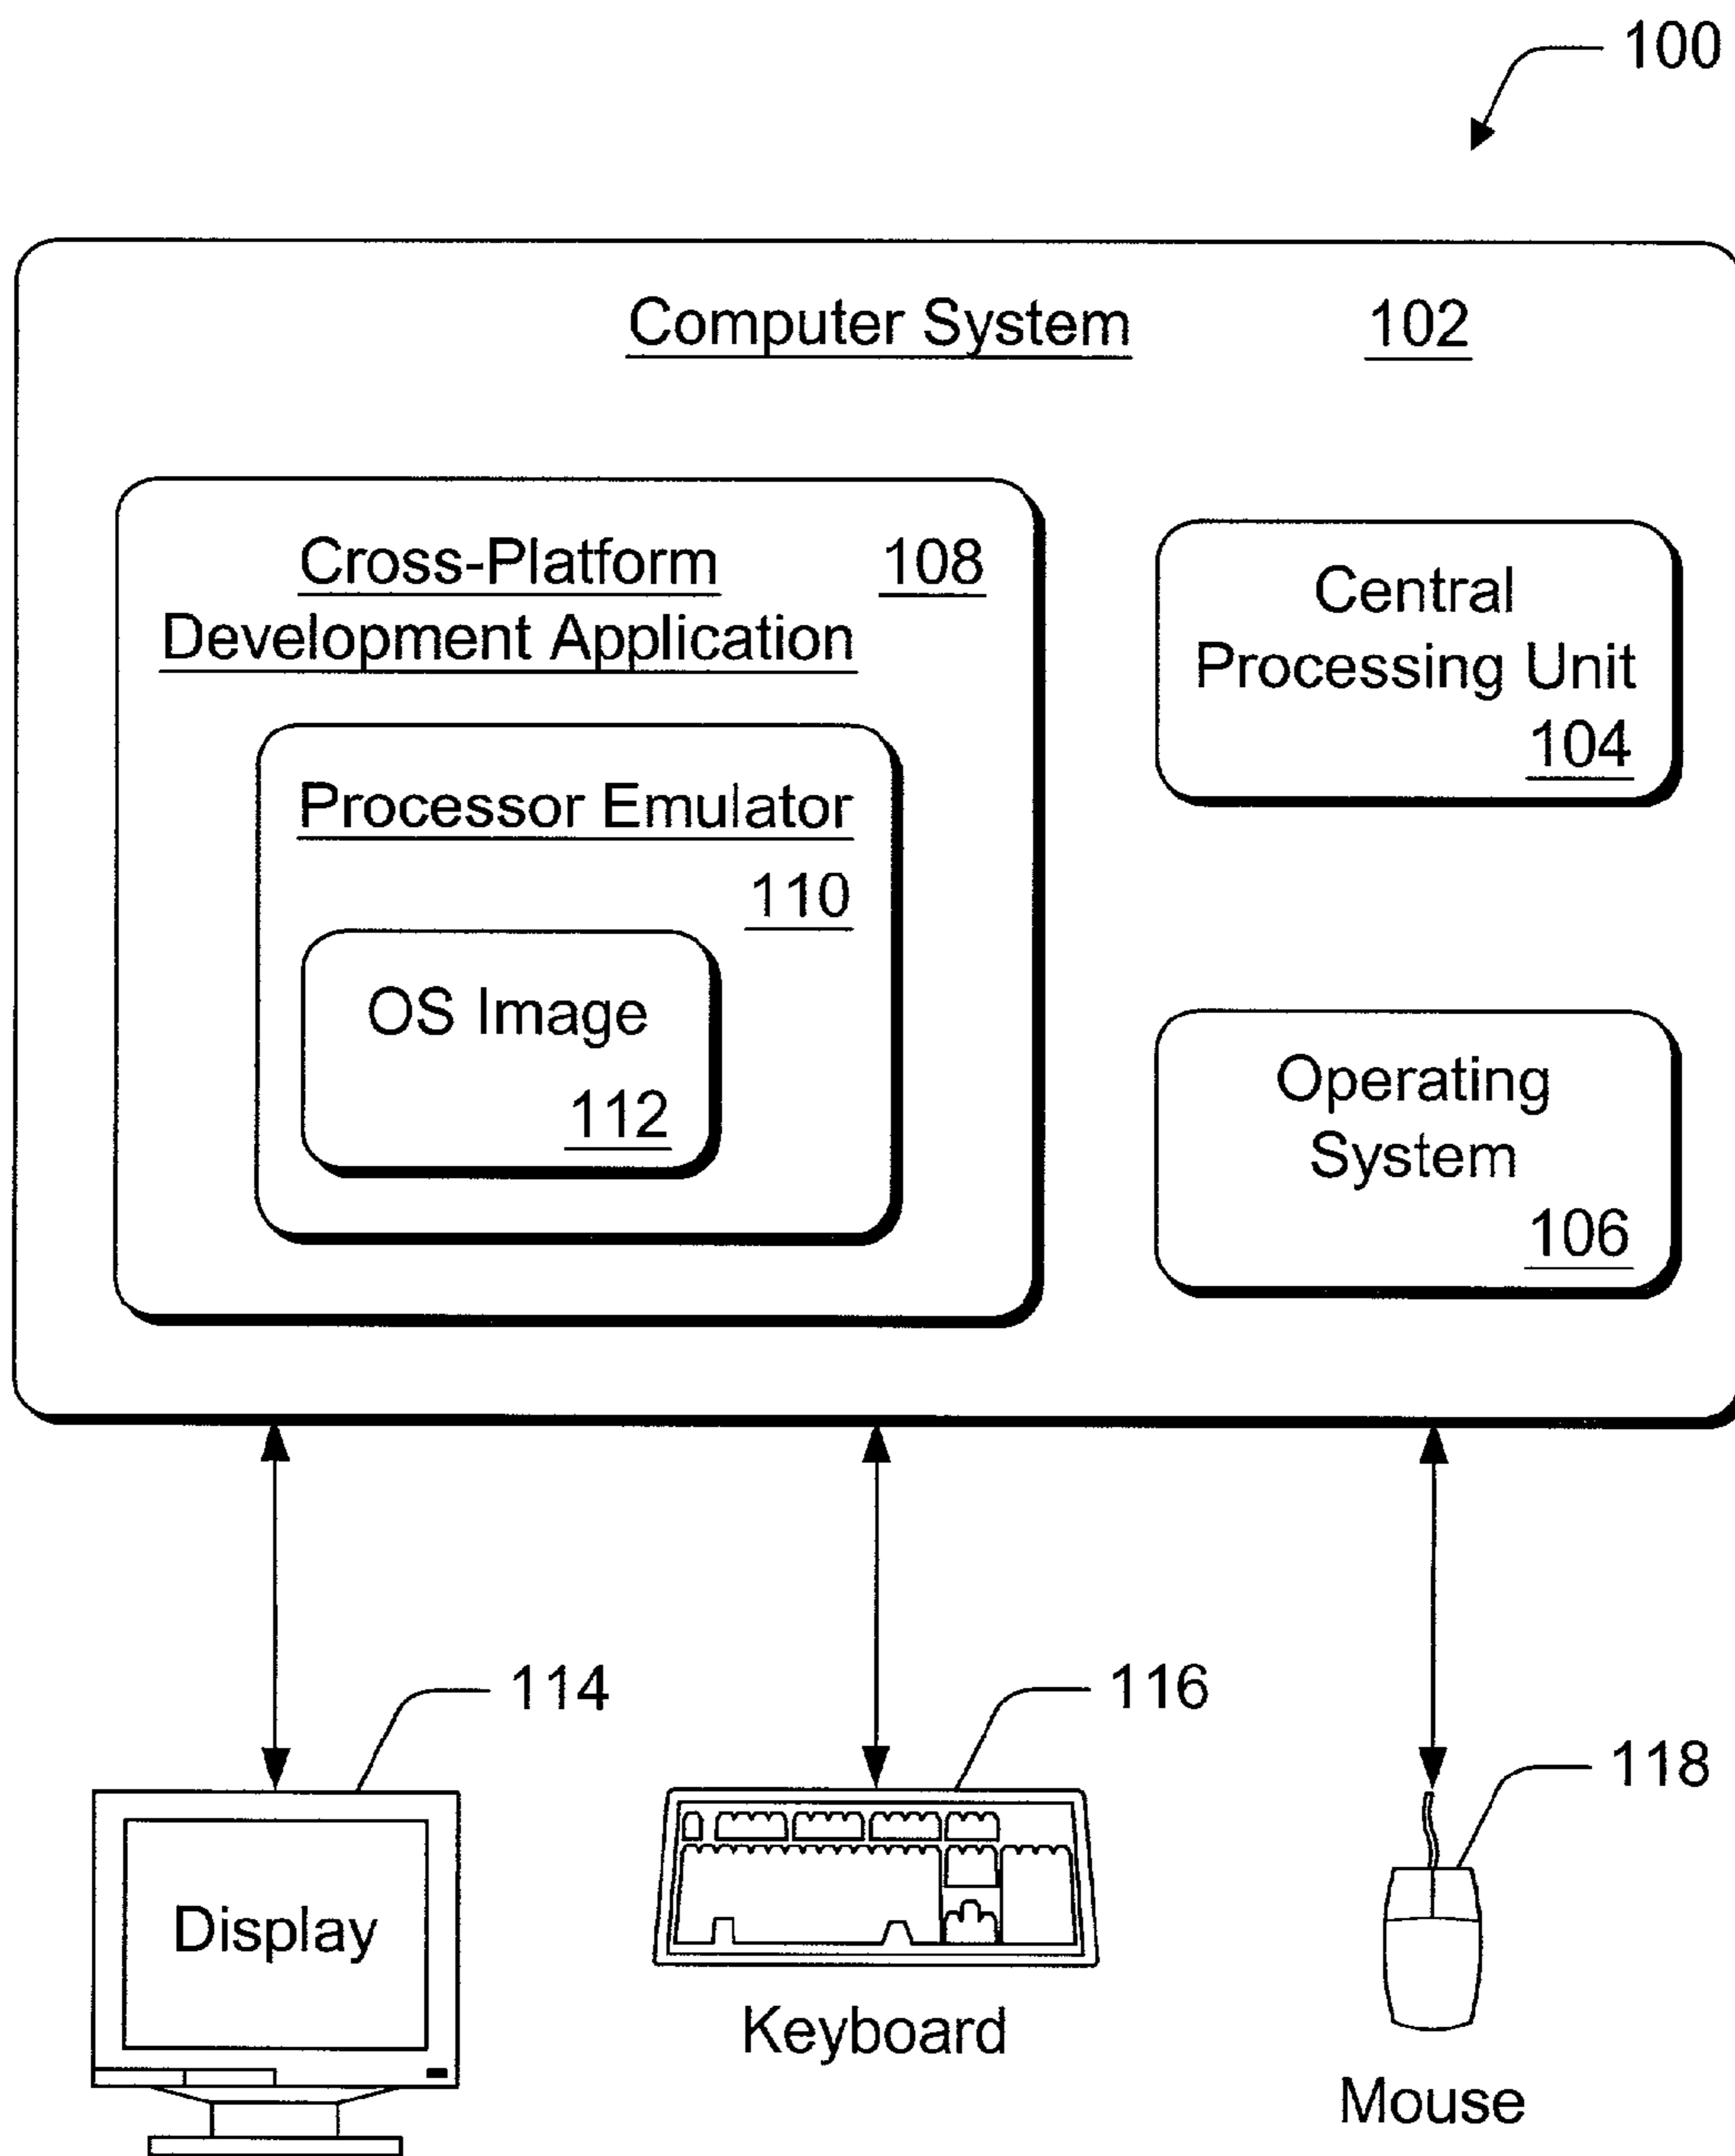 100
Computer System 102
Cross-Platform 108
Development Application
Processor Emulator
110
OS Image
112
Central
Processing Unit
104
Operating
System
106
114
116
118
Display
Keyboard
Mouse